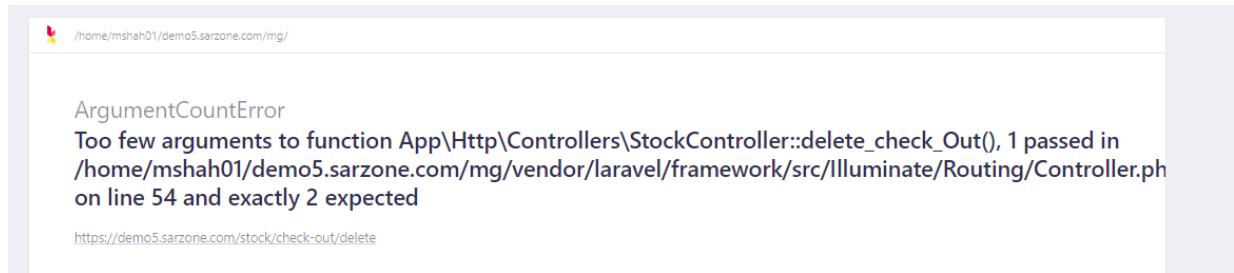 /home/mshah01/demo5.sarzone.com/mg/
ArgumentCountError
Too few arguments to function App\Http\Controllers\StockController::delete_check_Out(), 1 passed in
/home/mshah01/demo5.sarzone.com/mg/vendor/laravel/framework/src/Illuminate/Routing/Controller.ph
on line 54 and exactly 2 expected
https://demo5.sarzone.com/stock/check-out/delete